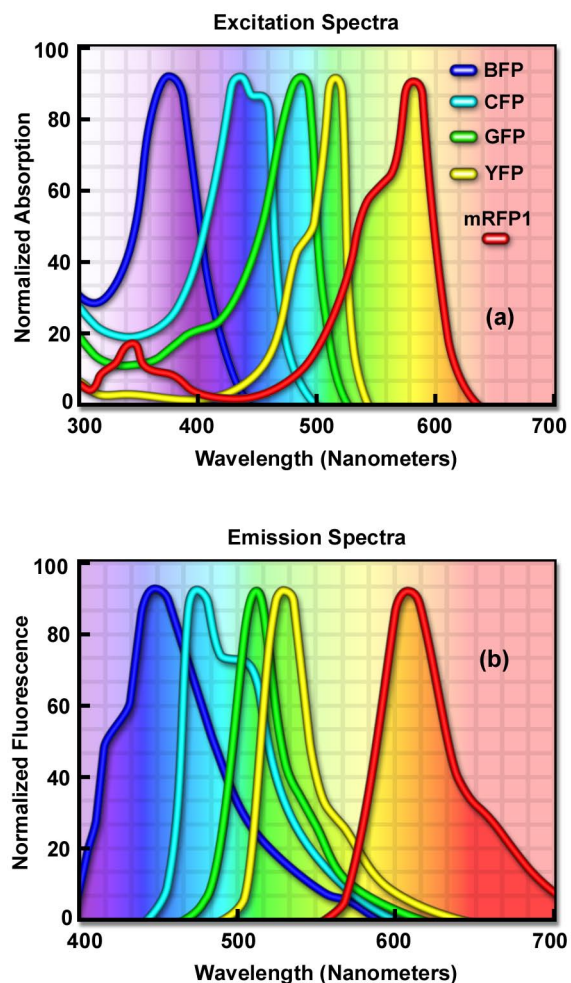 Excitation Spectra
100
80
60
40
20
0
Normalized Absorption
BFP
CFP
GFP
YFP
mRFP1
(a)
300 400 500 600 700
Wavelength (Nanometers)
Emission Spectra
100
80
60
40
20
0
Normalized Fluorescence
(b)
400 500 600 700
Wavelength (Nanometers)